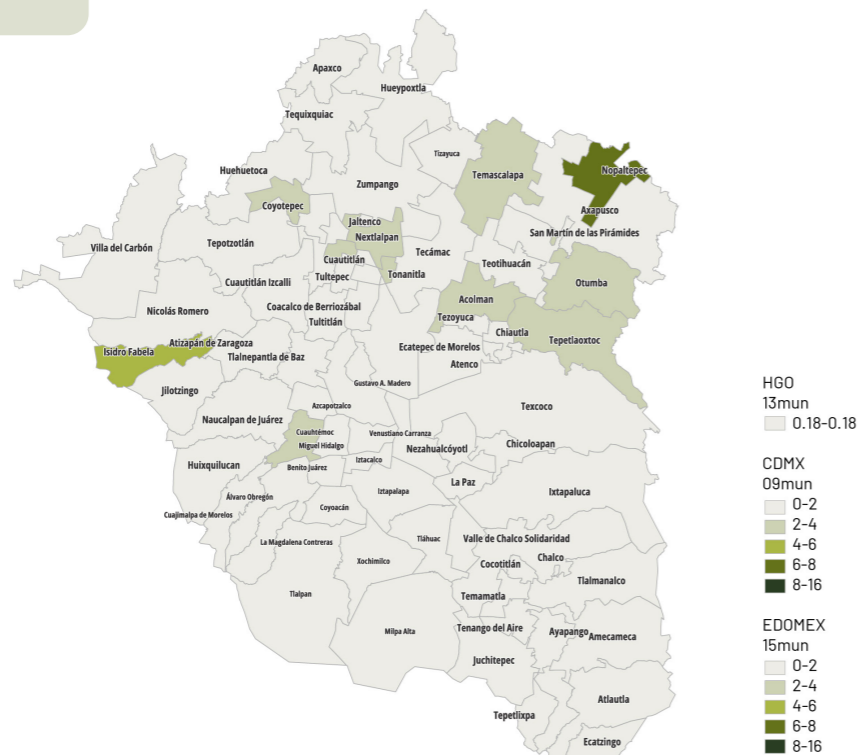 Apaxco
Hueypoxtla
Tequixquiac
Tizayuca
Huehuetoca
Temascalapa
Nopaltepec
Zumpango
Coyotepec
Axapusco
Jaltenco
San Martín de las Pirámides
Nextlalpan
Villa del Carbón
Tepotzotlán
Tecámac
Cuautitlán
Teotihuacán
Tultepec
Tonanitla
Cuautitlán Izcalli
Otumba
Acolman
Nicolás Romero
Coacalco de Berriozábal
Tezoyuca
Tultitlán
Chiautla
Atizapán de Zaragoza
Tepetlaoxtoc
Ecatepec de Morelos
Isidro Fabela
Tlalnepantla de Baz
Atenco
Gustavo A. Madero
Jilotzingo
Azcapotzalco
Texcoco
Naucalpan de Juárez
Cuauhtémoc
Venustiano Carranza
Miguel Hidalgo
Chicoloapan
Nezahualcóyotl
Iztacalco
Huixquilucan
Benito Juárez
La Paz
Iztapalapa
Ixtapaluca
Álvaro Obregón
Coyoacán
Cuajimalpa de Morelos
Tláhuac
Valle de Chalco Solidaridad
La Magdalena Contreras
Chalco
Xochimilco
Cocotitlán
Tlalmanalco
Tlalpan
Temamatla
Milpa Alta
Tenango del Aire
Ayapango
Amecameca
Juchitepec
Atlautla
Tepetlixpa
Ecatzingo
HGO
13mun
0.18-0.18
CDMX
09mun
0-2
2-4
4-6
6-8
8-16
EDOMEX
15mun
0-2
2-4
4-6
6-8
8-16